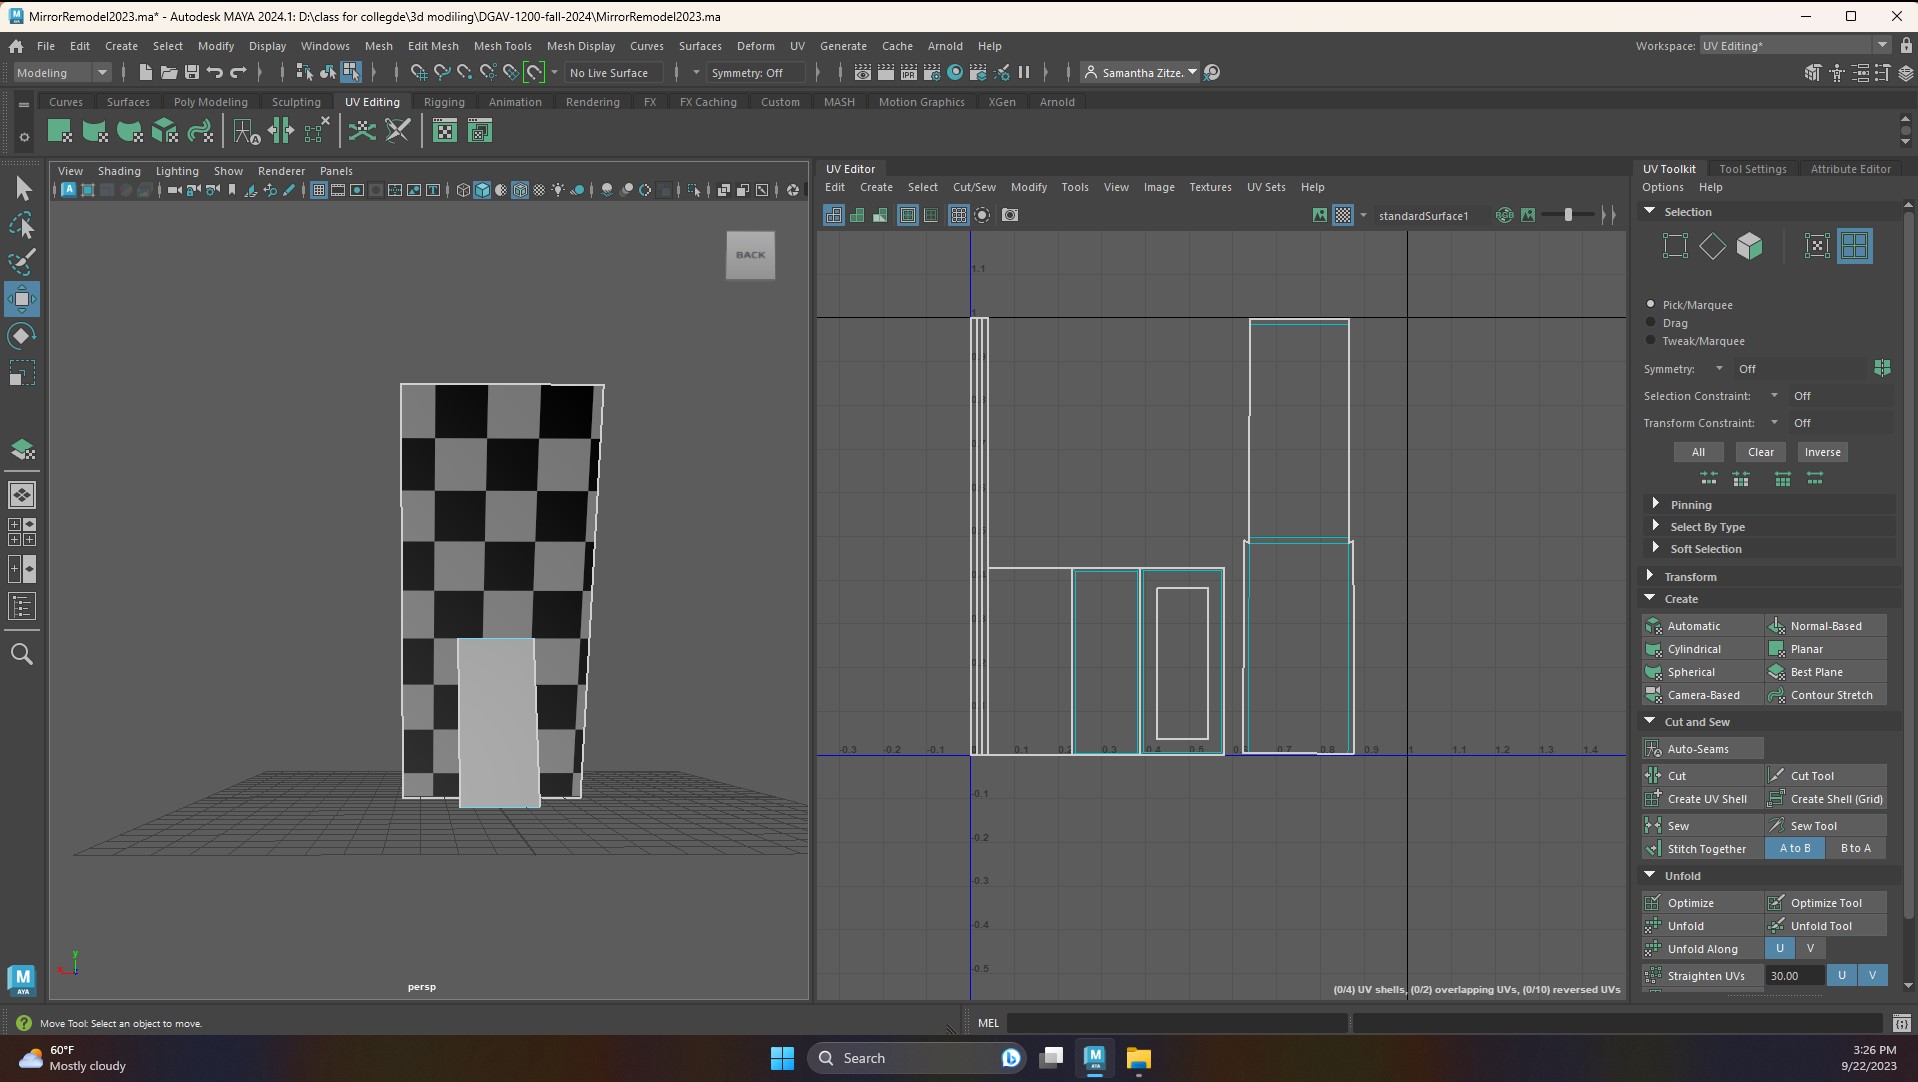 MirrorRemodel2023.ma* - Autodesk MAYA 2024.1: D:\class for collegde\3d modiling\DGAV-1200-fall-2024\MirrorRemodel2023.ma
File Edit Create Select Modify Display Windows Mesh Edit Mesh Mesh Tools Mesh Display Curves Surfaces Deform UV Generate Cache Arnold Help Workspace: UV Editing*
Modeling No Live Surface Symmetry: Off IPR Samantha Zitze.
Curves Surfaces Poly Modeling Sculpting UV Editing Rigging Animation Rendering FX FX Caching Custom MASH Motion Graphics XGen Arnold
View Shading Lighting Show Renderer Panels
BACK
persp
UV Editor
Edit Create Select Cut/Sew Modify Tools View Image Textures UV Sets Help
standardSurface1 RGB
1.1
1
-0.3 -0.2 -0.1 0 0.1 0.2 0.3 0.4 0.5 0.6 0.7 0.8 0.9 1 1.1 1.2 1.3 1.4
-0.1
-0.2
-0.3
-0.4
-0.5
(0/4) UV shells, (0/2) overlapping UVs, (0/10) reversed UVs
UV Toolkit Tool Settings Attribute Editor
Options Help
Selection
Pick/Marquee
Drag
Tweak/Marquee
Symmetry: Off
Selection Constraint: Off
Transform Constraint: Off
All Clear Inverse
Pinning
Select By Type
Soft Selection
Transform
Create
Automatic Normal-Based
Cylindrical Planar
Spherical Best Plane
Camera-Based Contour Stretch
Cut and Sew
Auto-Seams
Cut Cut Tool
Create UV Shell Create Shell (Grid)
Sew Sew Tool
Stitch Together A to B B to A
Unfold
Optimize Optimize Tool
Unfold Unfold Tool
Unfold Along U V
Straighten UVs 30.00 U V
Move Tool: Select an object to move.
MEL
60°F
Mostly cloudy
Search
3:26 PM
9/22/2023